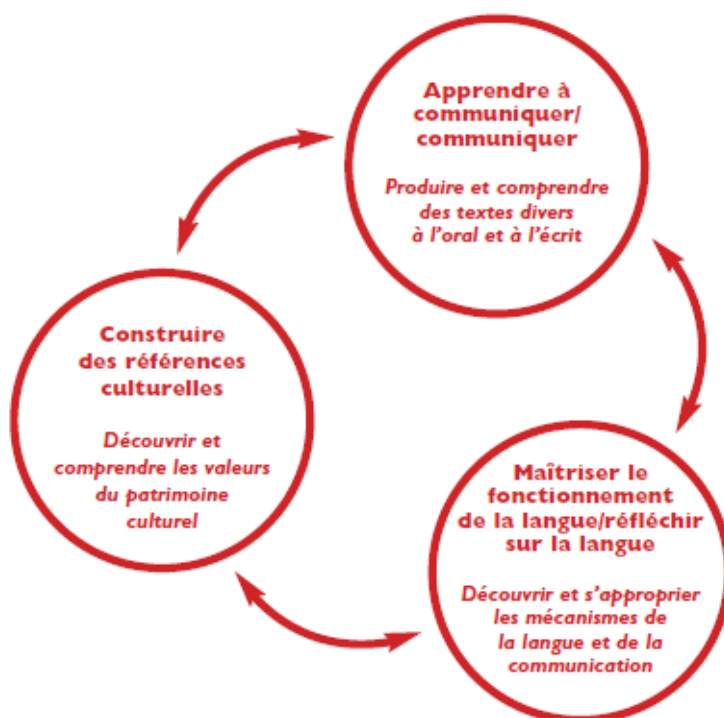 Apprendre à
communiquer/
communiquer
Produire et comprendre
des textes divers
à l'oral et à l'écrit
Construire
des références
culturelles
Découvrir et
comprendre les valeurs
du patrimoine
culturel
Maîtriser le
fonctionnement
de la langue/réfléchir
sur la langue
Découvrir et s'approprier
les mécanismes de
la langue et de la
communication